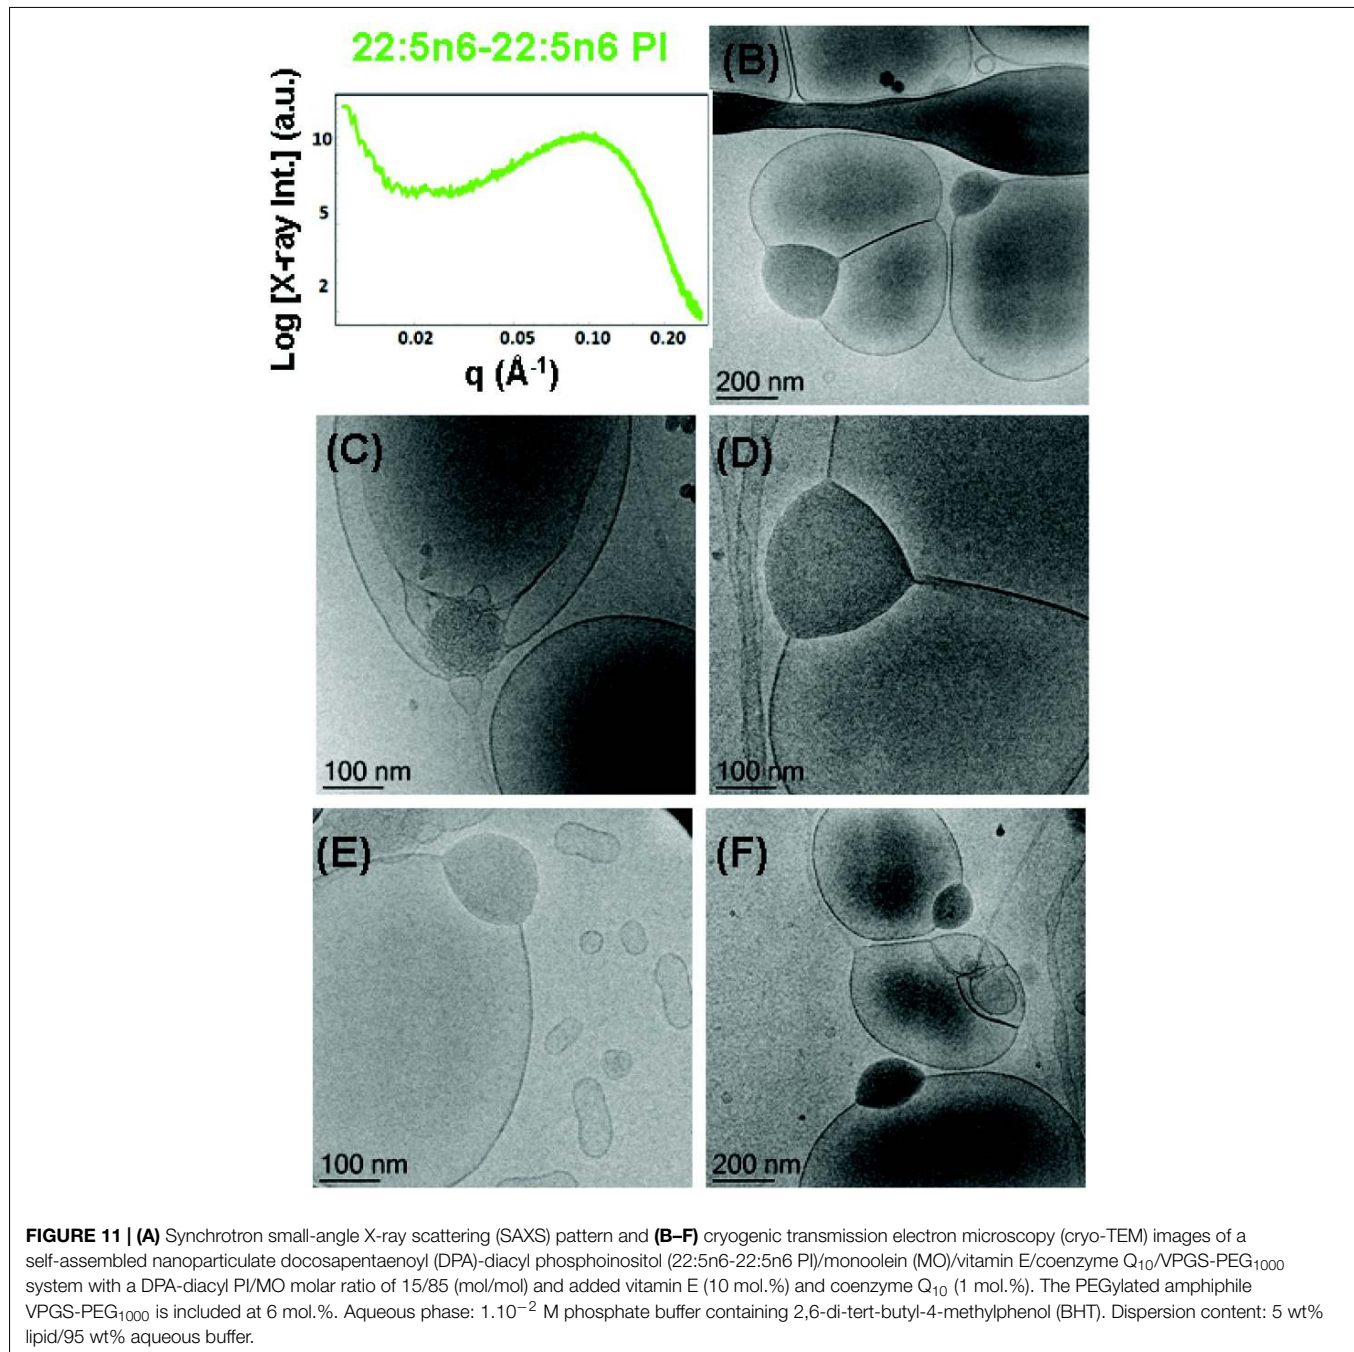 22:5n6-22:5n6 PI
Log [X-ray Int.] (a.u.)
10
5
2
0.02 0.05 0.10 0.20
q (Å-1)
(B)
200 nm
(C)
100 nm
(D)
100 nm
(E)
100 nm
(F)
200 nm
FIGURE 11 | (A) Synchrotron small-angle X-ray scattering (SAXS) pattern and (B–F) cryogenic transmission electron microscopy (cryo-TEM) images of a
self-assembled nanoparticulate docosapentaenoyl (DPA)-diacyl phosphoinositol (22:5n6-22:5n6 PI)/monoolein (MO)/vitamin E/coenzyme Q10/VPGS-PEG1000
system with a DPA-diacyl PI/MO molar ratio of 15/85 (mol/mol) and added vitamin E (10 mol.%) and coenzyme Q10 (1 mol.%). The PEGylated amphiphile
VPGS-PEG1000 is included at 6 mol.%. Aqueous phase: 1.10−2 M phosphate buffer containing 2,6-di-tert-butyl-4-methylphenol (BHT). Dispersion content: 5 wt%
lipid/95 wt% aqueous buffer.